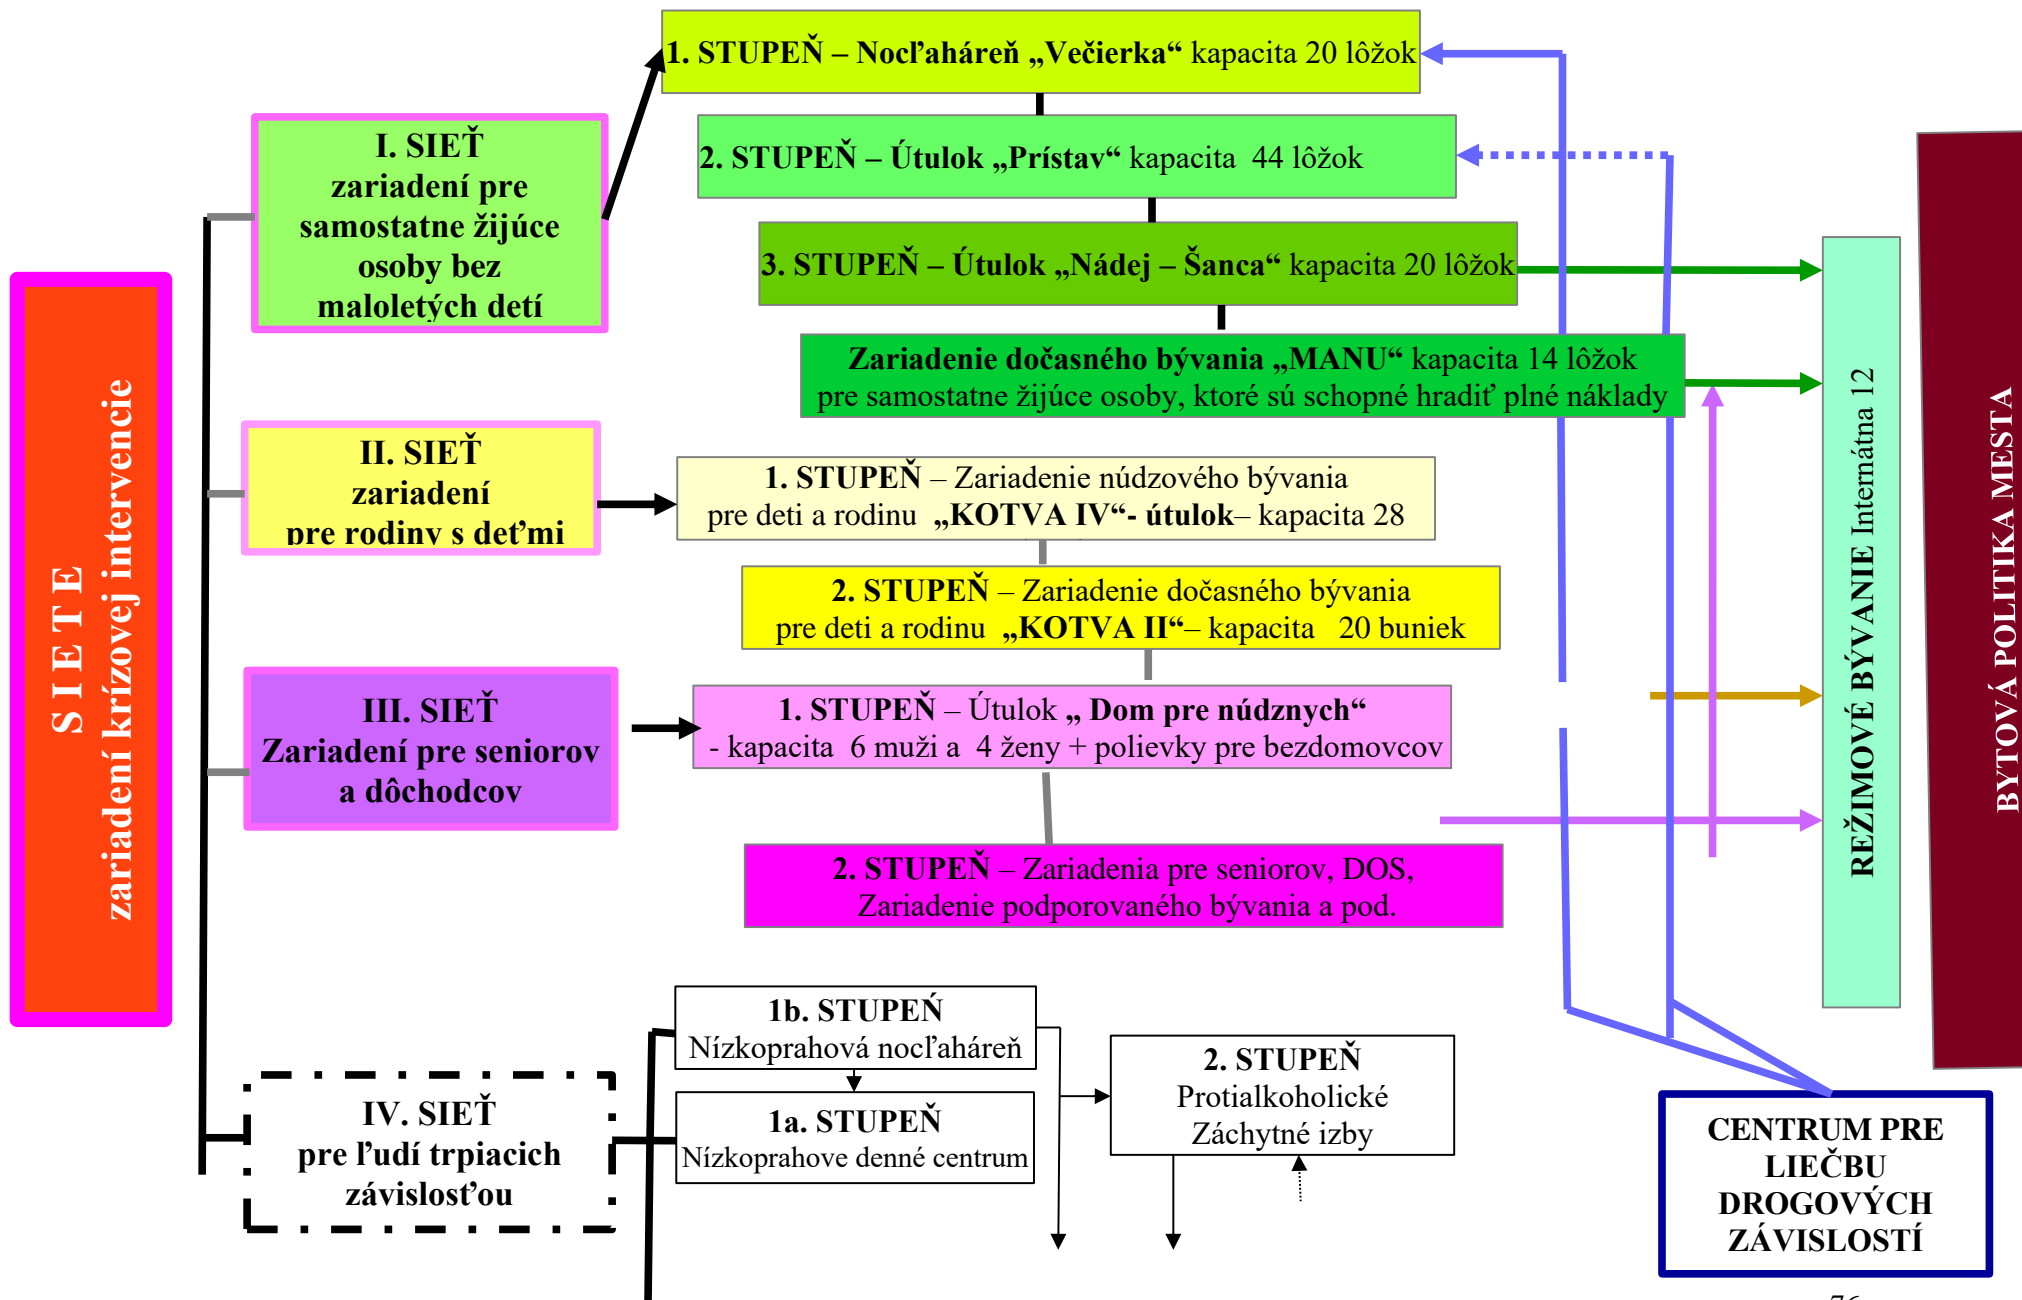 S I E T E
zariadení krízovej intervencie
I. SIEŤ
zariadení pre
samostatne žijúce
osoby bez
maloletých detí
1. STUPEŇ – Nocľaháreň „Večierka“ kapacita 20 lôžok
2. STUPEŇ – Útulok „Prístav“ kapacita 44 lôžok
3. STUPEŇ – Útulok „Nádej – Šanca“ kapacita 20 lôžok
Zariadenie dočasného bývania „MANU“ kapacita 14 lôžok
pre samostatne žijúce osoby, ktoré sú schopné hradiť plné náklady
II. SIEŤ
zariadení
pre rodiny s deťmi
1. STUPEŇ – Zariadenie núdzového bývania
pre deti a rodinu „KOTVA IV“- útulok– kapacita 28
2. STUPEŇ – Zariadenie dočasného bývania
pre deti a rodinu „KOTVA II“– kapacita 20 buniek
III. SIEŤ
Zariadení pre seniorov
a dôchodcov
1. STUPEŇ – Útulok „ Dom pre núdznych“
- kapacita 6 muži a 4 ženy + polievky pre bezdomovcov
2. STUPEŇ – Zariadenia pre seniorov, DOS,
Zariadenie podporovaného bývania a pod.
IV. SIEŤ
pre ľudí trpiacich
závislosťou
1b. STUPEŃ
Nízkoprahová nocľaháreň
1a. STUPEŇ
Nízkoprahove denné centrum
2. STUPEŇ
Protialkoholické
Záchytné izby
REŽIMOVÉ BÝVANIE Internátna 12
BYTOVÁ POLITIKA MESTA
CENTRUM PRE
LIEČBU
DROGOVÝCH
ZÁVISLOSTÍ